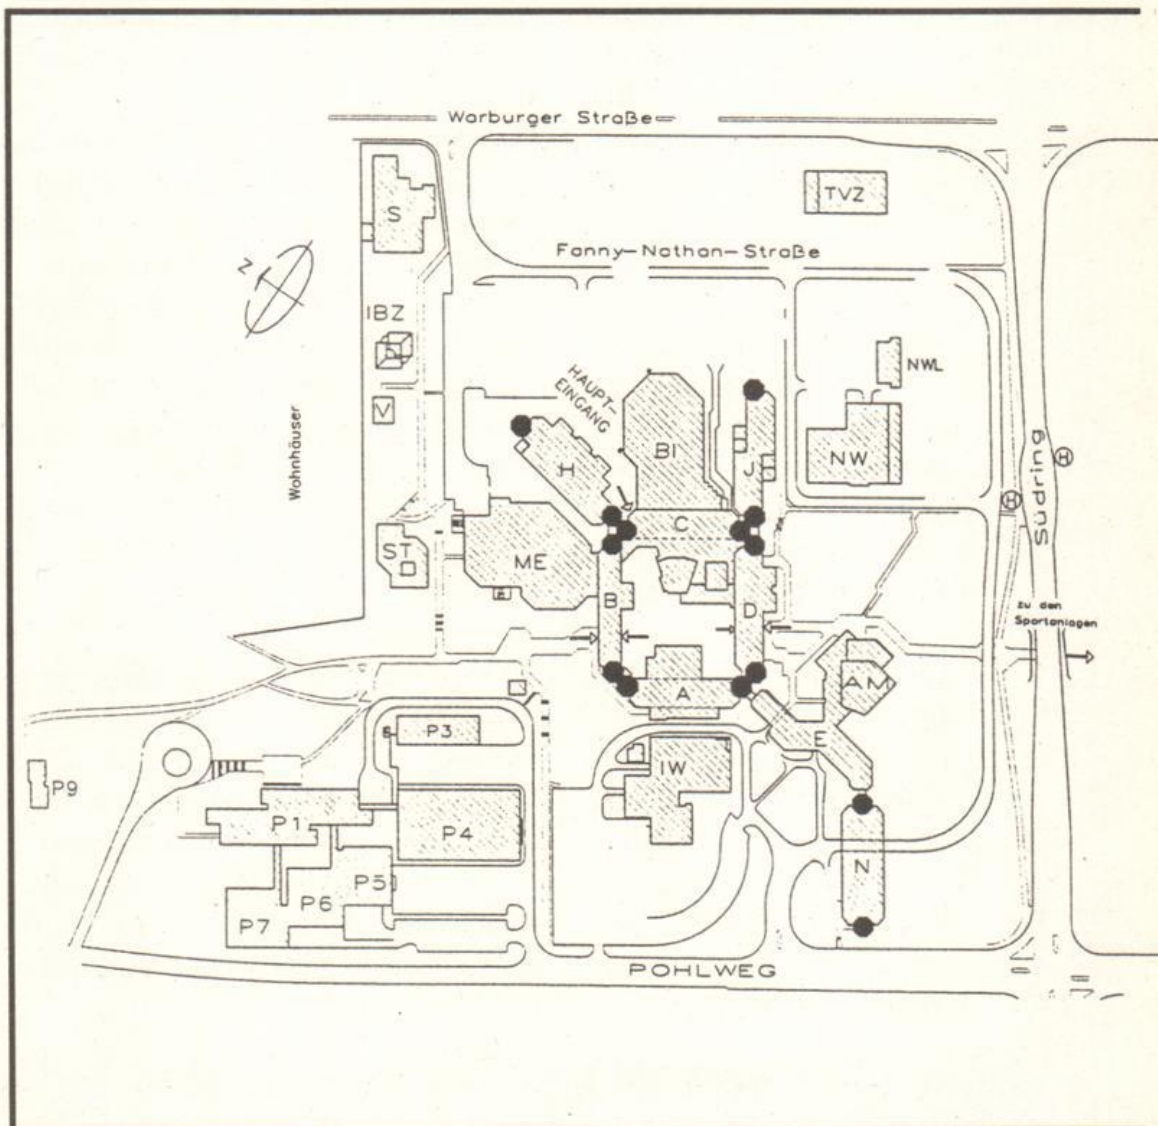 Warburger Straße
TVZ
S
Fanny-Nathan-Straße
N
IBZ
NWL
V
HAUPT-
EINGANG
Wohnhäuser
H
BI
J
NW
Südring
H
H
C
ST
ME
B
D
zu den
Sportanlagen
A
AM
P3
E
IW
P9
P1
P4
N
P5
P6
P7
POHLWEG